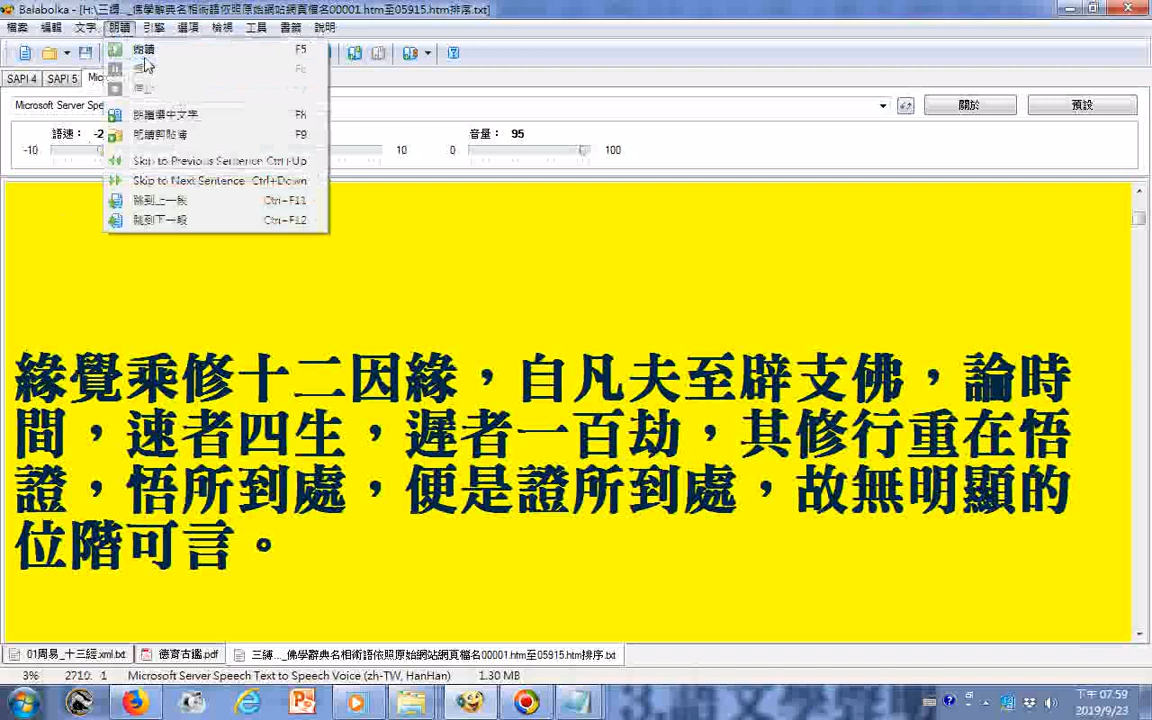 Balabolka - [H:\三縛..._佛學辭典名相術語依照原始網站網頁檔名00001.htm至05915.htm排序.txt]
檔案 編輯 文字 朗讀 引擎 選項 檢視 工具 書籤 說明
朗讀 F5
SAPI 4 SAPI 5
朗讀選中文字 F8
朗讀剪貼簿 F9
Skip to Previous Sentence Ctrl+Up
Skip to Next Sentence Ctrl+Down
跳到上一段 Ctrl+F11
跳到下一段 Ctrl+F12
關於 預設
語速： 音量： 95
-10 10 0 100
緣覺乘修十二因緣，自凡夫至辟支佛，論時
間，速者四生，遲者一百劫，其修行重在悟
證，悟所到處，便是證所到處，故無明顯的
位階可言。
01周易_十三經.xml.txt 德育古鑑.pdf 三縛..._佛學辭典名相術語依照原始網站網頁檔名00001.htm至05915.htm排序.txt
3% 2710: 1 Microsoft Server Speech Text to Speech Voice (zh-TW, HanHan) 1.30 MB
下午 07:59
2019/9/23